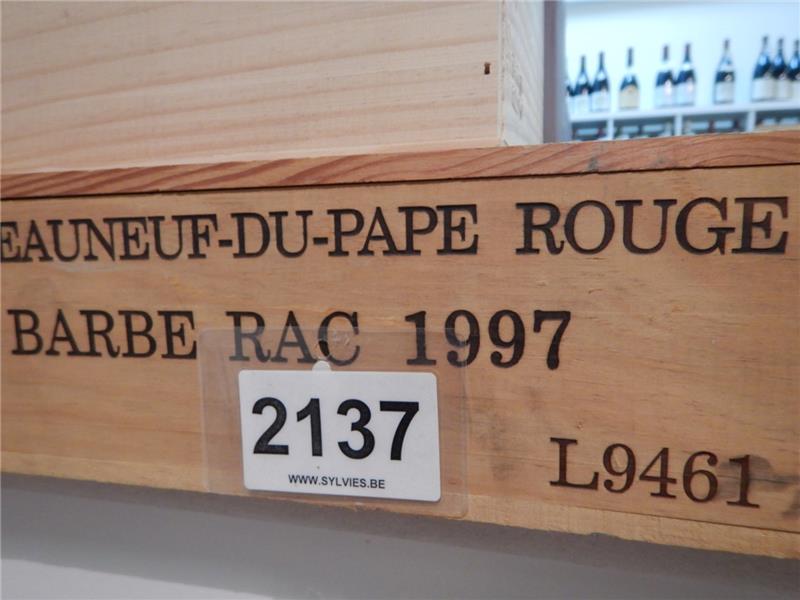 EAUNEUF-DU-PAPE ROUGE
BARBE RAC 1997
2137
WWW.SYLVIES.BE
L9461